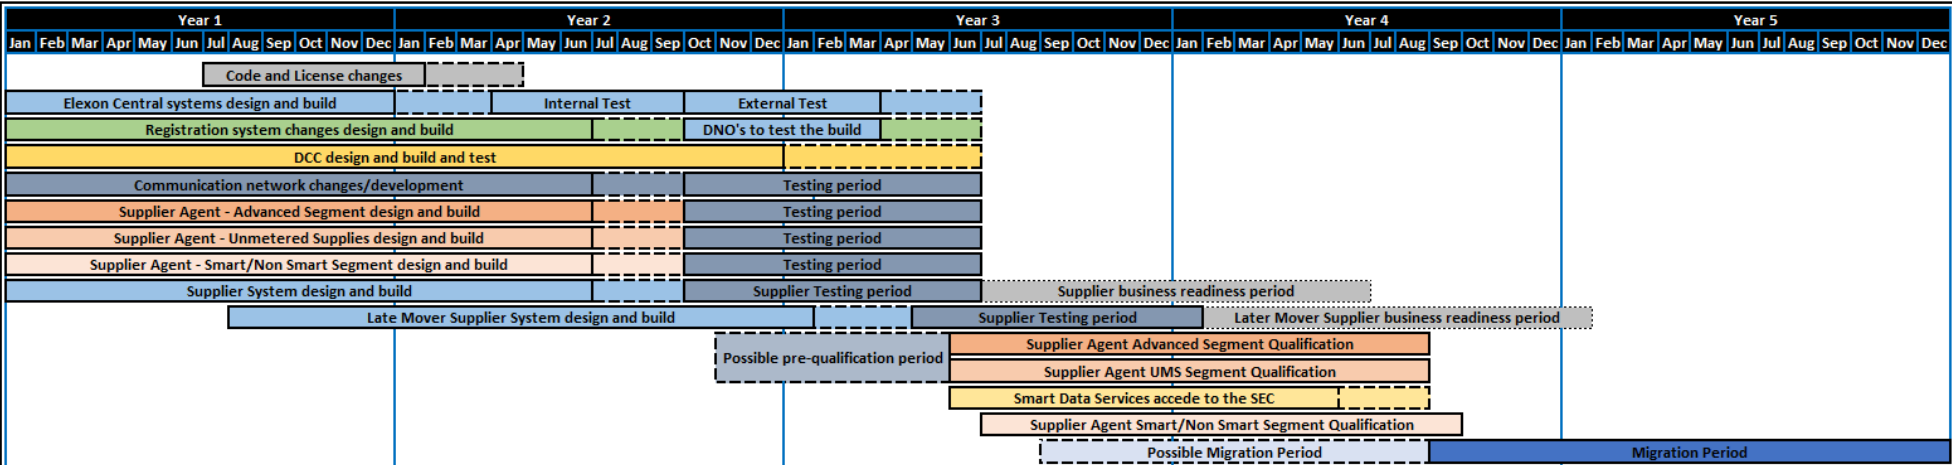 Year 1 Year 2 Year 3 Year 4 Year 5
Jan Feb Mar Apr May Jun Jul Aug Sep Oct Nov Dec Jan Feb Mar Apr May Jun Jul Aug Sep Oct Nov Dec Jan Feb Mar Apr May Jun Jul Aug Sep Oct Nov Dec Jan Feb Mar Apr May Jun Jul Aug Sep Oct Nov Dec Jan Feb Mar Apr May Jun Jul Aug Sep Oct Nov Dec
Code and License changes
Elexon Central systems design and build Internal Test External Test
Registration system changes design and build DNO's to test the build
DCC design and build and test
Communication network changes/development Testing period
Supplier Agent - Advanced Segment design and build Testing period
Supplier Agent - Unmetered Supplies design and build Testing period
Supplier Agent - Smart/Non Smart Segment design and build Testing period
Supplier System design and build Supplier Testing period Supplier business readiness period
Late Mover Supplier System design and build Supplier Testing period Later Mover Supplier business readiness period
Possible pre-qualification period Supplier Agent Advanced Segment Qualification
Supplier Agent UMS Segment Qualification
Smart Data Services accede to the SEC
Supplier Agent Smart/Non Smart Segment Qualification
Possible Migration Period Migration Period